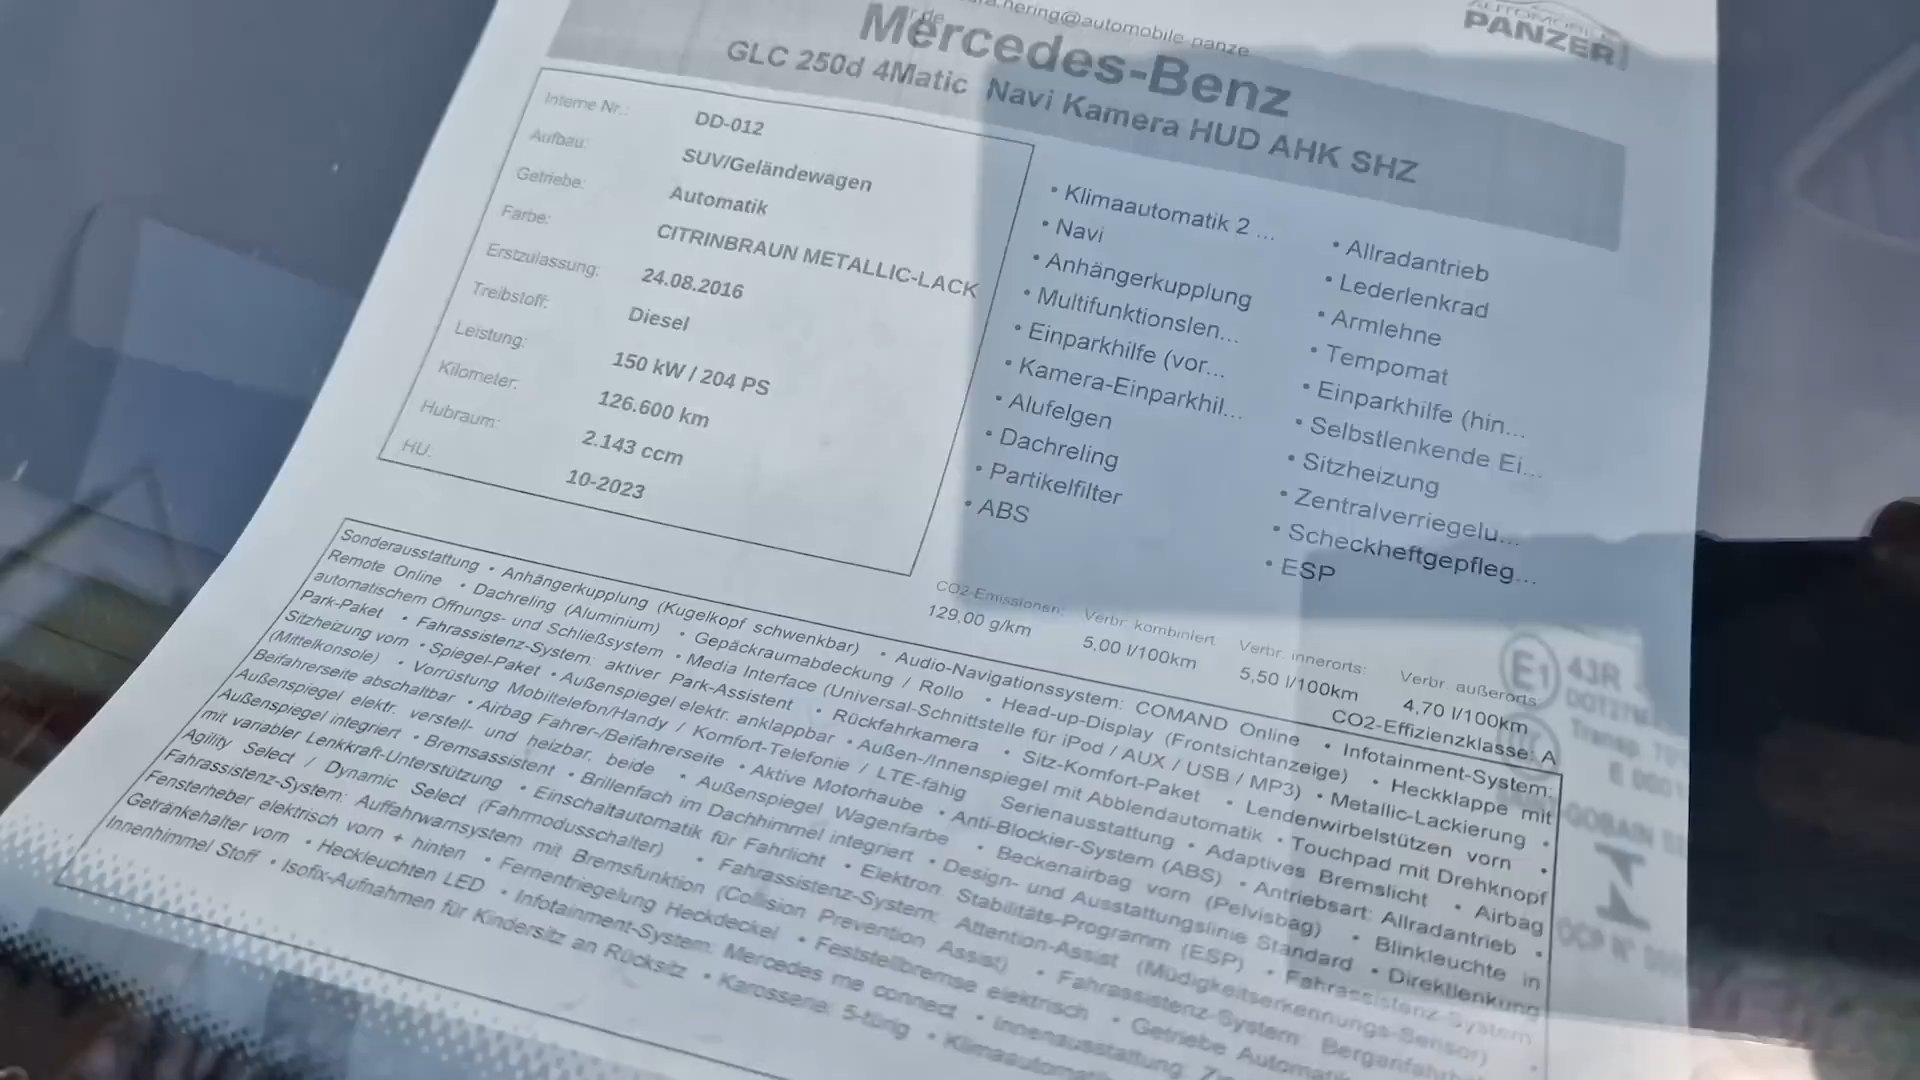 hering@automobile-panze
r.de
AUTOMOBILE
PANZER
Mercedes-Benz
GLC 250d 4Matic Navi Kamera HUD AHK SHZ
Interne Nr.: DD-012
Aufbau: SUV/Geländewagen
Getriebe: Automatik
Farbe: CITRINBRAUN METALLIC-LACK
Erstzulassung: 24.08.2016
Treibstoff: Diesel
Leistung: 150 kW / 204 PS
Kilometer: 126.600 km
Hubraum: 2.143 ccm
HU: 10-2023
• Klimaautomatik 2 ...
• Navi
• Anhängerkupplung
• Multifunktionslen...
• Einparkhilfe (vor...
• Kamera-Einparkhil...
• Alufelgen
• Dachreling
• Partikelfilter
• ABS
• Allradantrieb
• Lederlenkrad
• Armlehne
• Tempomat
• Einparkhilfe (hin...
• Selbstlenkende Ei...
• Sitzheizung
• Zentralverriegelu...
• Scheckheftgepfleg...
• ESP
CO2-Emissionen: Verbr. kombiniert: Verbr. innerorts: Verbr. außerorts:
129,00 g/km 5,00 l/100km 5,50 l/100km 4,70 l/100km
CO2-Effizienzklasse: A
Sonderausstattung • Anhängerkupplung (Kugelkopf schwenkbar) • Audio-Navigationssystem: COMAND Online • Infotainment-System:
Remote Online • Dachreling (Aluminium) • Gepäckraumabdeckung / Rollo • Head-up-Display (Frontsichtanzeige) • Heckklappe mit
automatischem Öffnungs- und Schließsystem • Media Interface (Universal-Schnittstelle für iPod / AUX / USB / MP3) • Metallic-Lackierung •
Park-Paket • Fahrassistenz-System: aktiver Park-Assistent • Rückfahrkamera • Sitz-Komfort-Paket • Lendenwirbelstützen vorn •
Sitzheizung vorn • Spiegel-Paket • Außenspiegel elektr. anklappbar • Außen-/Innenspiegel mit Abblendautomatik • Touchpad mit Drehknopf
(Mittelkonsole) • Vorrüstung Mobiltelefon/Handy / Komfort-Telefonie / LTE-fähig Serienausstattung • Adaptives Bremslicht • Airbag
Beifahrerseite abschaltbar • Airbag Fahrer-/Beifahrerseite • Aktive Motorhaube • Anti-Blockier-System (ABS) • Antriebsart: Allradantrieb •
Außenspiegel elektr. verstell- und heizbar, beide • Außenspiegel Wagenfarbe • Beckenairbag vorn (Pelvisbag) • Blinkleuchte in
Außenspiegel integriert • Bremsassistent • Brillenfach im Dachhimmel integriert • Design- und Ausstattungslinie Standard • Direktlenkung
mit variabler Lenkkraft-Unterstützung • Einschaltautomatik für Fahrlicht • Elektron. Stabilitäts-Programm (ESP) • Fahrassistenz-System
Agility Select / Dynamic Select (Fahrmodusschalter) • Fahrassistenz-System: Attention-Assist (Müdigkeitserkennungs-Sensor) •
Fahrassistenz-System: Auffahrwarnsystem mit Bremsfunktion (Collision Prevention Assist) • Fahrassistenz-System: Berganfahrh
Fensterheber elektrisch vorn + hinten • Fernentriegelung Heckdeckel • Feststellbremse elektrisch • Getriebe Automatik
Getränkehalter vorn • Heckleuchten LED • Infotainment-System: Mercedes me connect • Innenausstattung:
Innenhimmel Stoff • Isofix-Aufnahmen für Kindersitz an Rücksitz • Karosserie: 5-türig • Klimaautomat
E1 43R
DOT27M
Transp. 70
E 000
GOBAIN
OCP N°